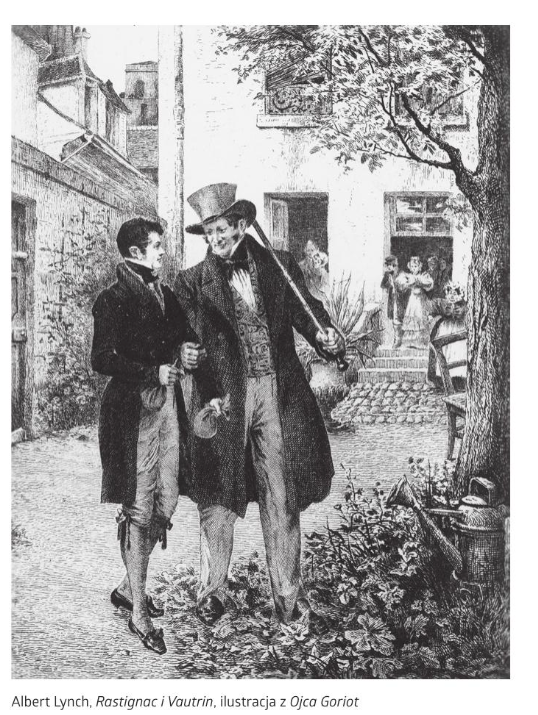 Albert Lynch, Rastignac i Vautrin, ilustracja z Ojca Goriot